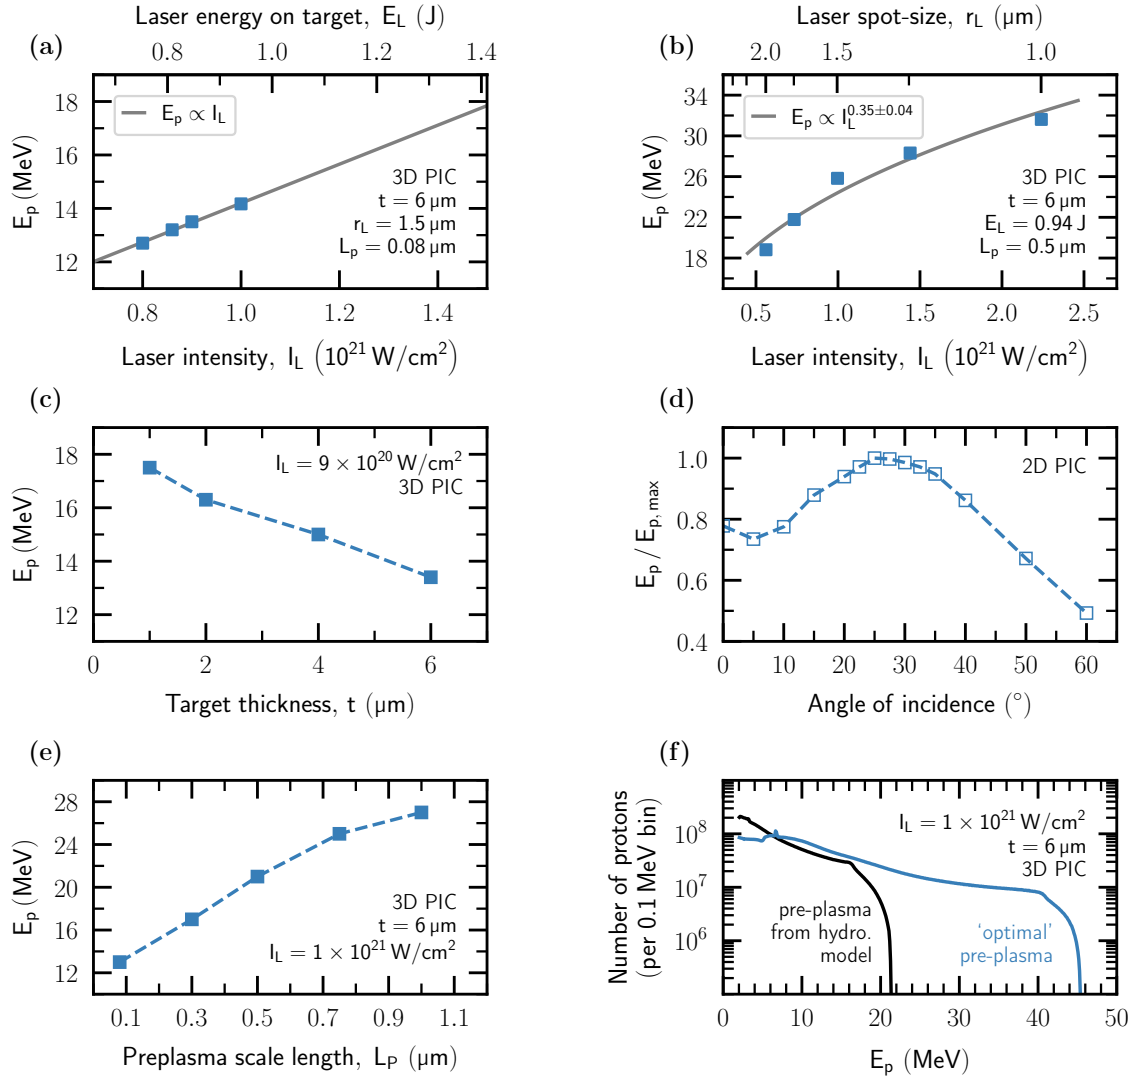 Laser energy on target, E_L (J)
(a)
0.8 1.0 1.2 1.4
18
16
14
12
E_p (MeV)
E_p ∝ I_L
3D PIC
t = 6 μm
r_L = 1.5 μm
L_p = 0.08 μm
0.8 1.0 1.2 1.4
Laser intensity, I_L (10^21 W/cm^2)
Laser spot-size, r_L (μm)
(b)
2.0 1.5 1.0
34
30
26
22
18
E_p (MeV)
E_p ∝ I_L^0.35±0.04
3D PIC
t = 6 μm
E_L = 0.94 J
L_p = 0.5 μm
0.5 1.0 1.5 2.0 2.5
Laser intensity, I_L (10^21 W/cm^2)
(c)
18
16
14
12
E_p (MeV)
I_L = 9 × 10^20 W/cm^2
3D PIC
0 2 4 6
Target thickness, t (μm)
(d)
1.0
0.8
0.6
0.4
E_p / E_p, max
2D PIC
0 10 20 30 40 50 60
Angle of incidence (°)
(e)
28
24
20
16
12
E_p (MeV)
3D PIC
t = 6 μm
I_L = 1 × 10^21 W/cm^2
0.1 0.3 0.5 0.7 0.9 1.1
Preplasma scale length, L_P (μm)
(f)
10^8
10^7
10^6
Number of protons
(per 0.1 MeV bin)
I_L = 1 × 10^21 W/cm^2
t = 6 μm
3D PIC
pre-plasma
from hydro.
model
'optimal'
pre-plasma
0 10 20 30 40 50
E_p (MeV)